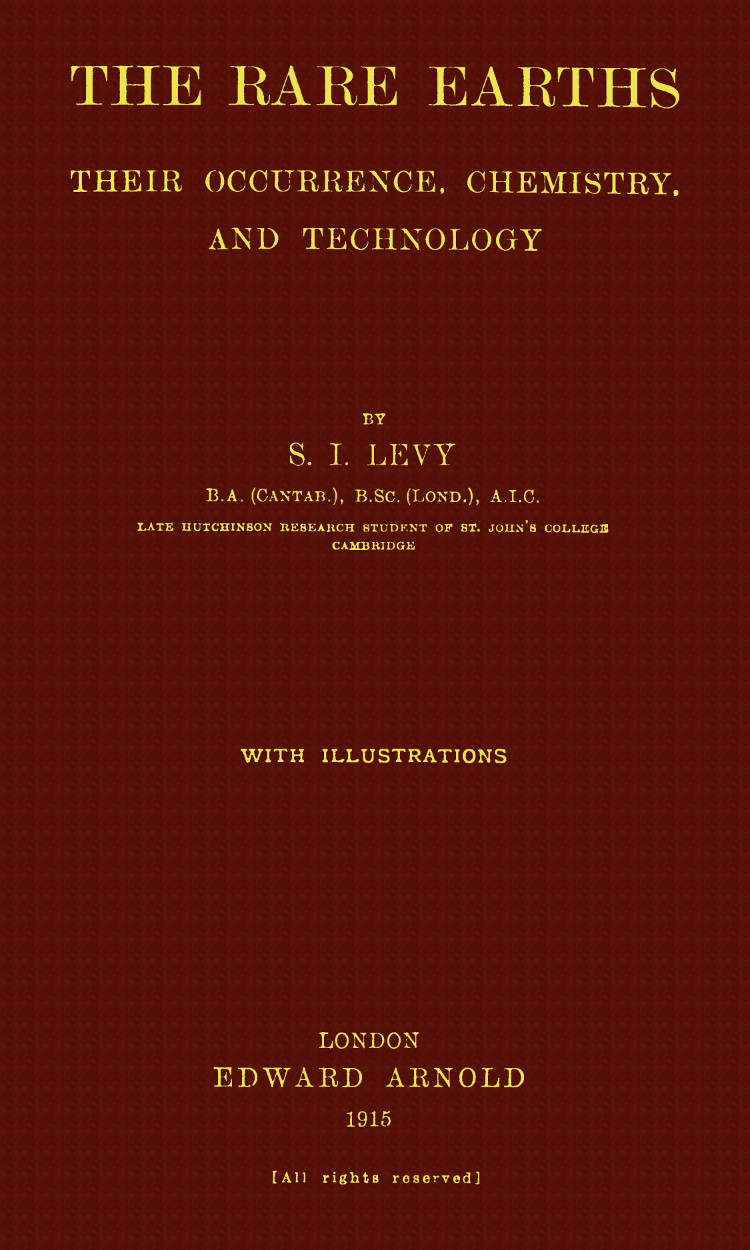 THE RARE EARTHS
THEIR OCCURRENCE, CHEMISTRY,
AND TECHNOLOGY
BY
S. I. LEVY
B.A. (CANTAB.), B.SC. (LOND.), A.I.C.
LATE HUTCHINSON RESEARCH STUDENT OF ST. JOHN'S COLLEGE
CAMBRIDGE
WITH ILLUSTRATIONS
LONDON
EDWARD ARNOLD
1915
[All rights reserved]